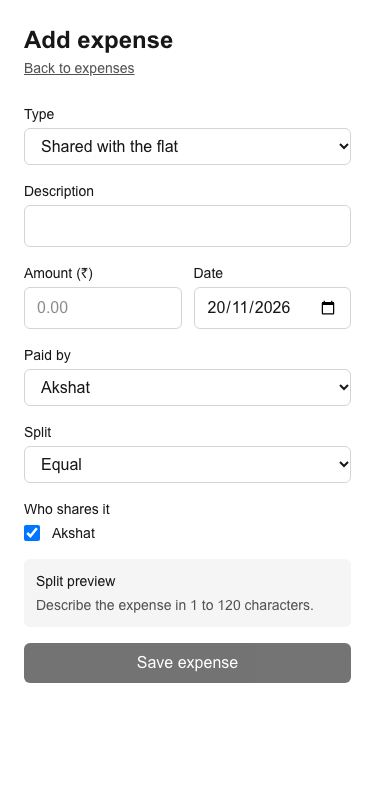 Add expense
Back to expenses
Type
Shared with the flat
Description
Amount (₹)
Date
0.00
20/11/2026
Paid by
Akshat
Split
Equal
Who shares it
Akshat
Split preview
Describe the expense in 1 to 120 characters.
Save expense